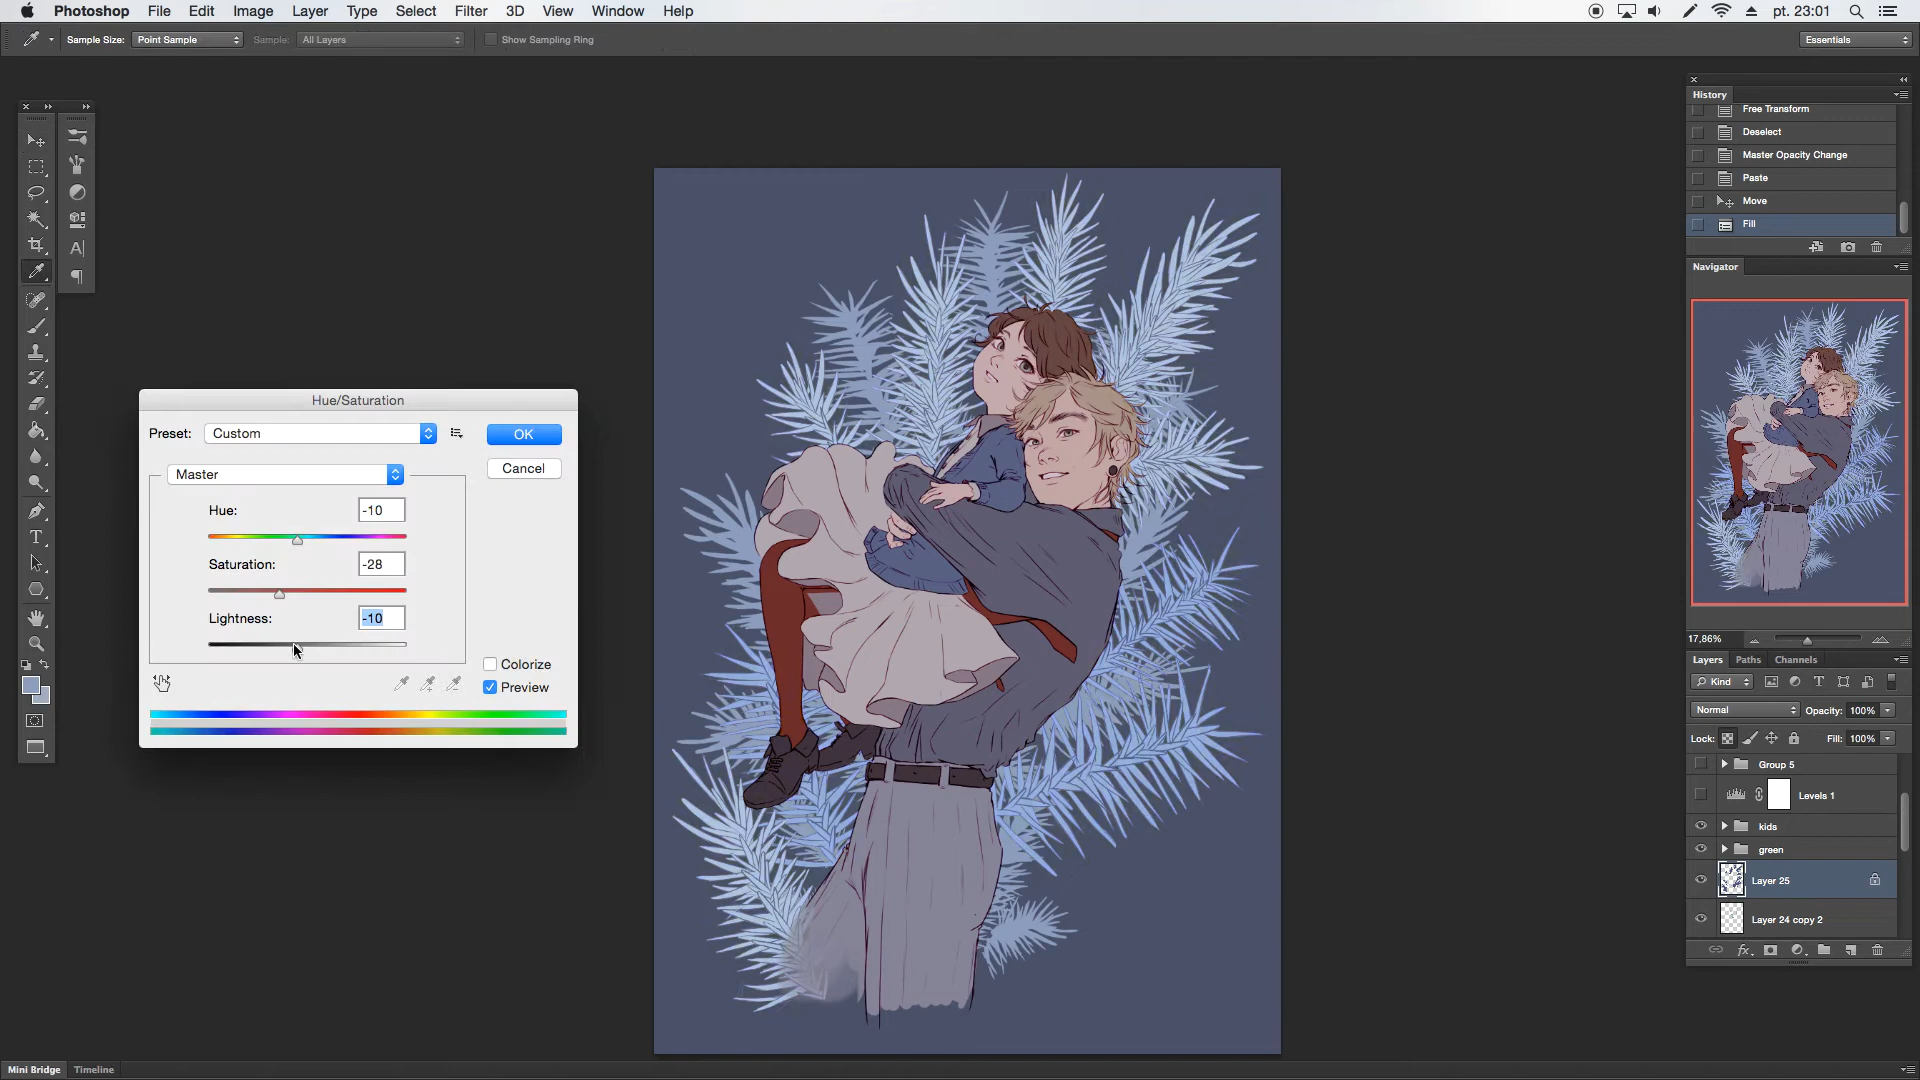 Photoshop File Edit Image Layer Type Select Filter 3D View Window Help pt. 23:01
Sample Size: Point Sample Sample: All Layers Show Sampling Ring Essentials
History
Free Transform
Deselect
Master Opacity Change
Paste
Move
Fill
Navigator
17,86%
Hue/Saturation
Preset: Custom OK
Cancel
Master
Hue: -10
Saturation: -28
Lightness: -10
Colorize
Preview
A
T
Layers Paths Channels
Kind T
Normal Opacity: 100%
Lock: Fill: 100%
Group 5
Levels 1
kids
green
Layer 25
Layer 24 copy 2
fx
Mini Bridge Timeline